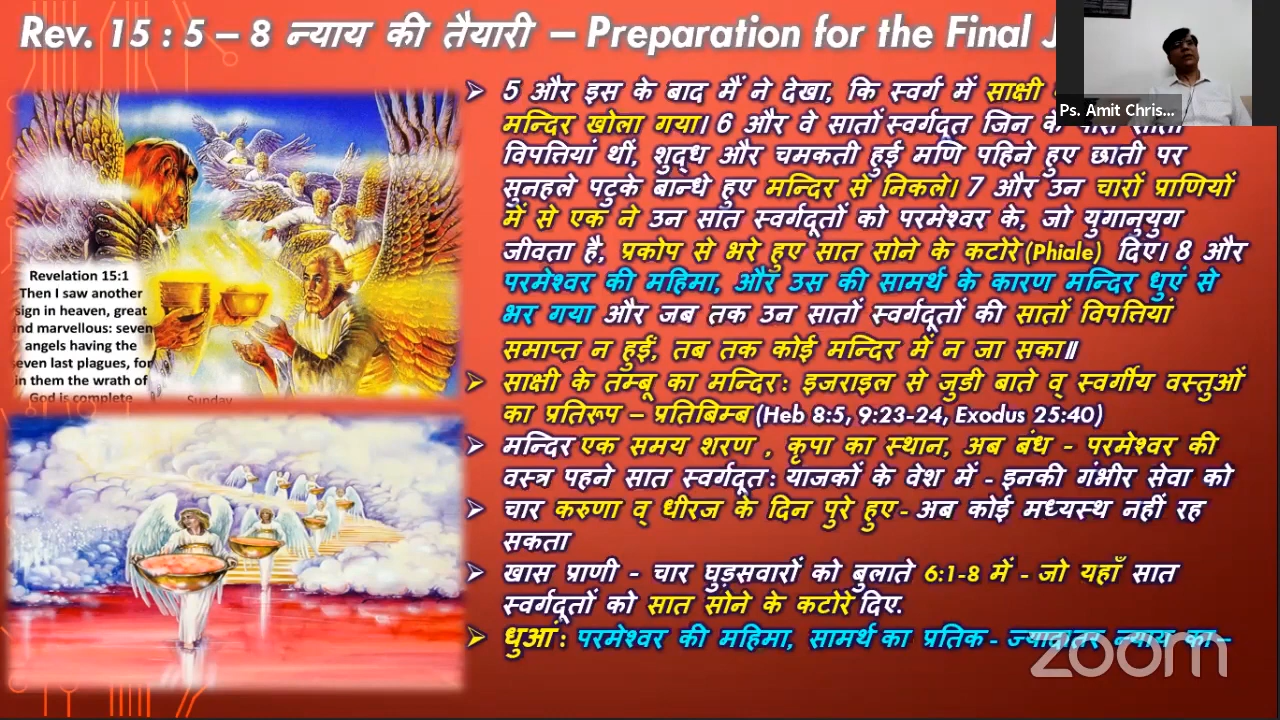 Rev. 15 : 5 – 8 न्याय की तैयारी – Preparation for the Final
Ps. Amit Chris...
5 और इस के बाद मैं ने देखा, कि स्वर्ग में साक्षी
मन्दिर खोला गया। 6 और वे सातों स्वर्गदूत जिन के
विपत्तियां थीं, शुद्ध और चमकती हुई मणि पहिने हुए छाती पर
सुनहले पटुके बान्धे हुए मन्दिर से निकले। 7 और उन चारों प्राणियों
में से एक ने उन सात स्वर्गदूतों को परमेश्वर के, जो युगानुयुग
जीवता है, प्रकोप से भरे हुए सात सोने के कटोरे (Phiale) दिए। 8 और
परमेश्वर की महिमा, और उस की सामर्थ के कारण मन्दिर धुएं से
भर गया और जब तक उन सातों स्वर्गदूतों की सातों विपत्तियां
समाप्त न हुईं, तब तक कोई मन्दिर में न जा सका॥
साक्षी के तम्बू का मन्दिर : इजराइल से जुडी बाते व् स्वर्गीय वस्तुओं
का प्रतिरूप – प्रतिबिम्ब (Heb 8:5, 9:23-24, Exodus 25:40)
मन्दिर एक समय शरण , कृपा का स्थान, अब बंध - परमेश्वर की
वस्त्र पहने सात स्वर्गदूत : याजकों के वेश में - इनकी गंभीर सेवा को
चार करुणा व् धीरज के दिन पुरे हुए - अब कोई मध्यस्थ नहीं रह
सकता
खास प्राणी - चार घुड़सवारों को बुलाते 6:1-8 में - जो यहाँ सात
स्वर्गदूतों को सात सोने के कटोरे दिए.
धुआं : परमेश्वर की महिमा, सामर्थ का प्रतिक - ज्यादातर न्याय का –
Revelation 15:1
Then I saw another
sign in heaven, great
and marvellous: seven
angels having the
seven last plagues, for
in them the wrath of
God is complete
Sunday
zoom